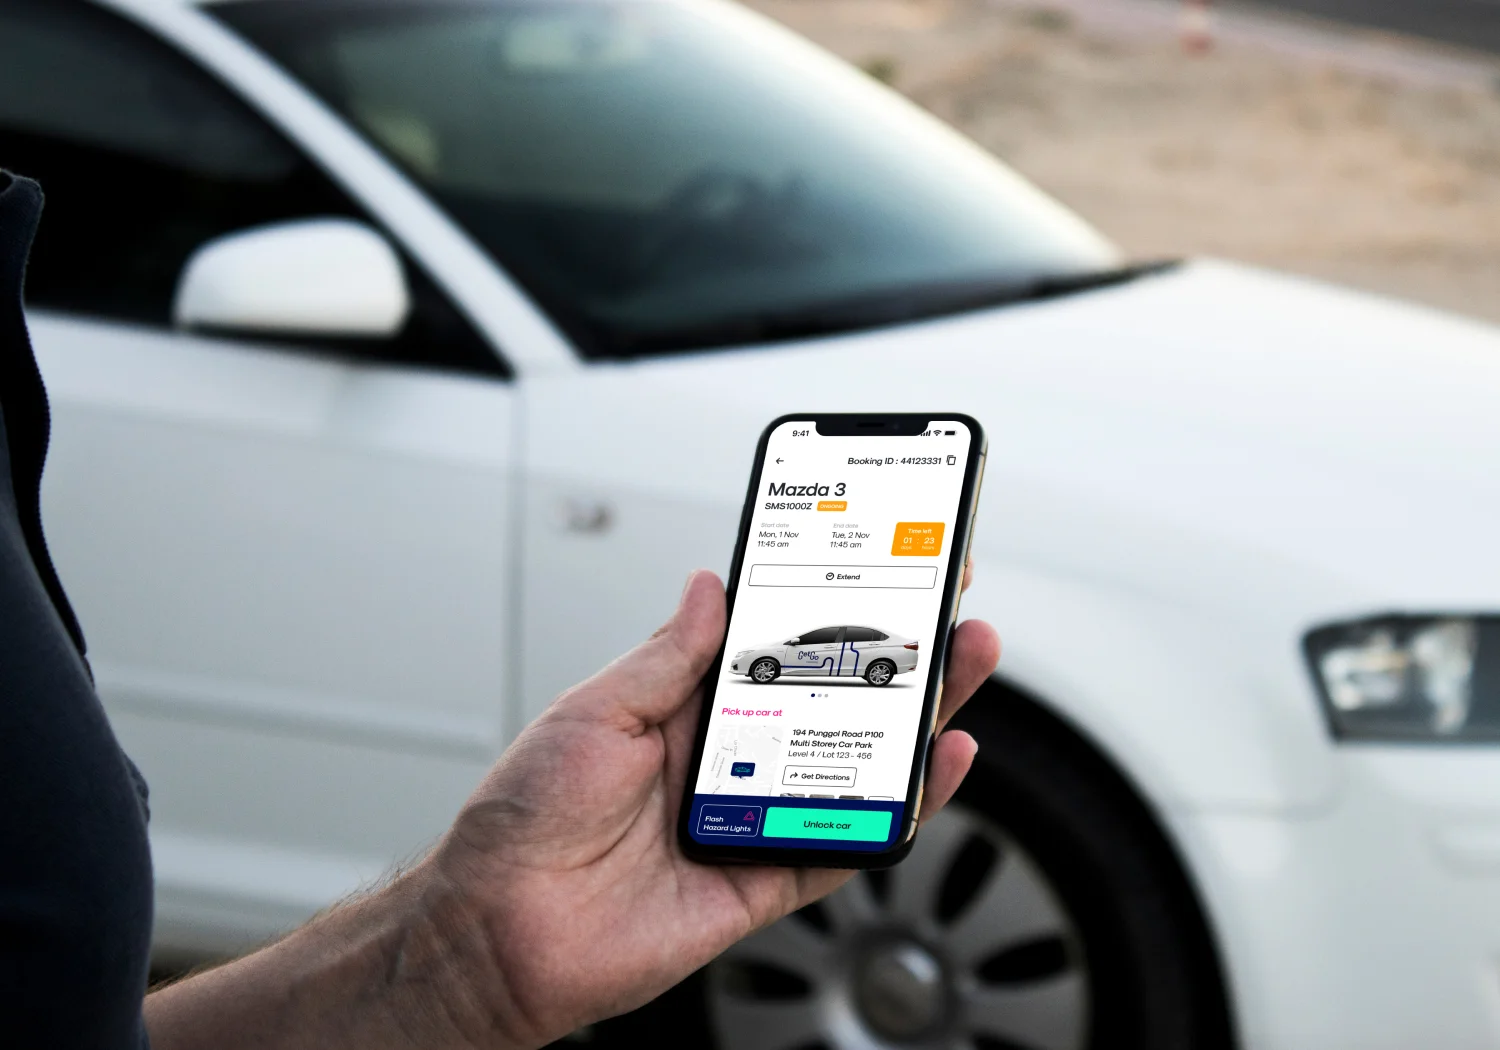 9:41
Booking ID : 44123331
Mazda 3
SMS1000Z
Start date
End date
Mon, 1 Nov
Tue, 2 Nov
11:45 am
11:45 am
Time left
01 : 23
days hours
Extend
GetGo
Pick up car at
194 Punggol Road P100
Multi Storey Car Park
Level 4 / Lot 123 - 456
Get Directions
Flash
Hazard Lights
Unlock car